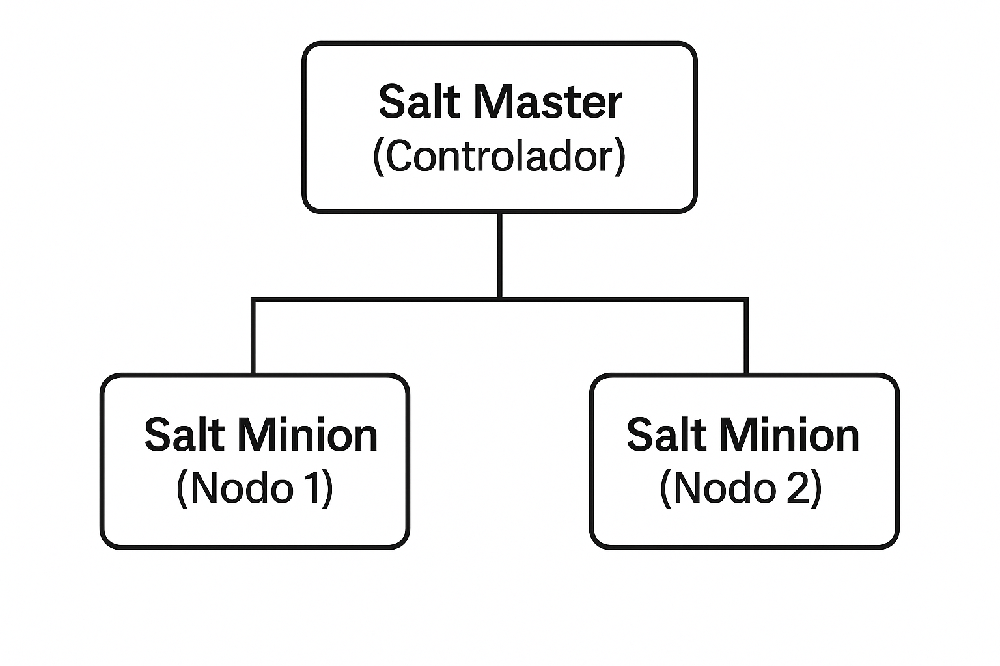 Salt Master
(Controlador)
Salt Minion
(Nodo 1)
Salt Minion
(Nodo 2)